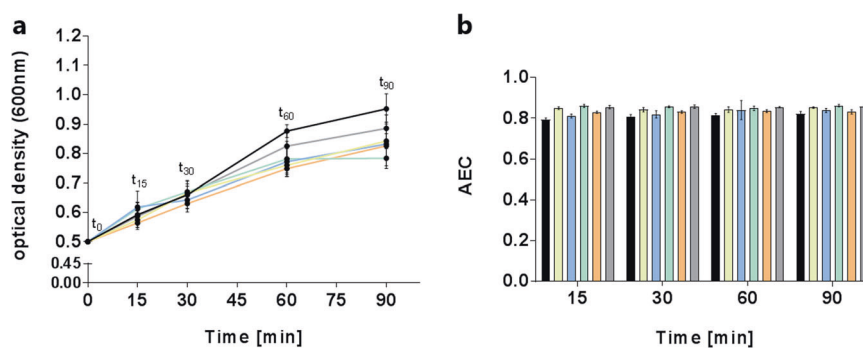 a
b
optical density (600nm)
1.2
1.1
1.0
0.9
0.8
0.7
0.6
0.5
0.45
0.00
t0
t15
t30
t60
t90
0 15 30 45 60 75 90
Time [min]
AEC
1.0
0.8
0.6
0.4
0.2
0.0
15 30 60 90
Time [min]